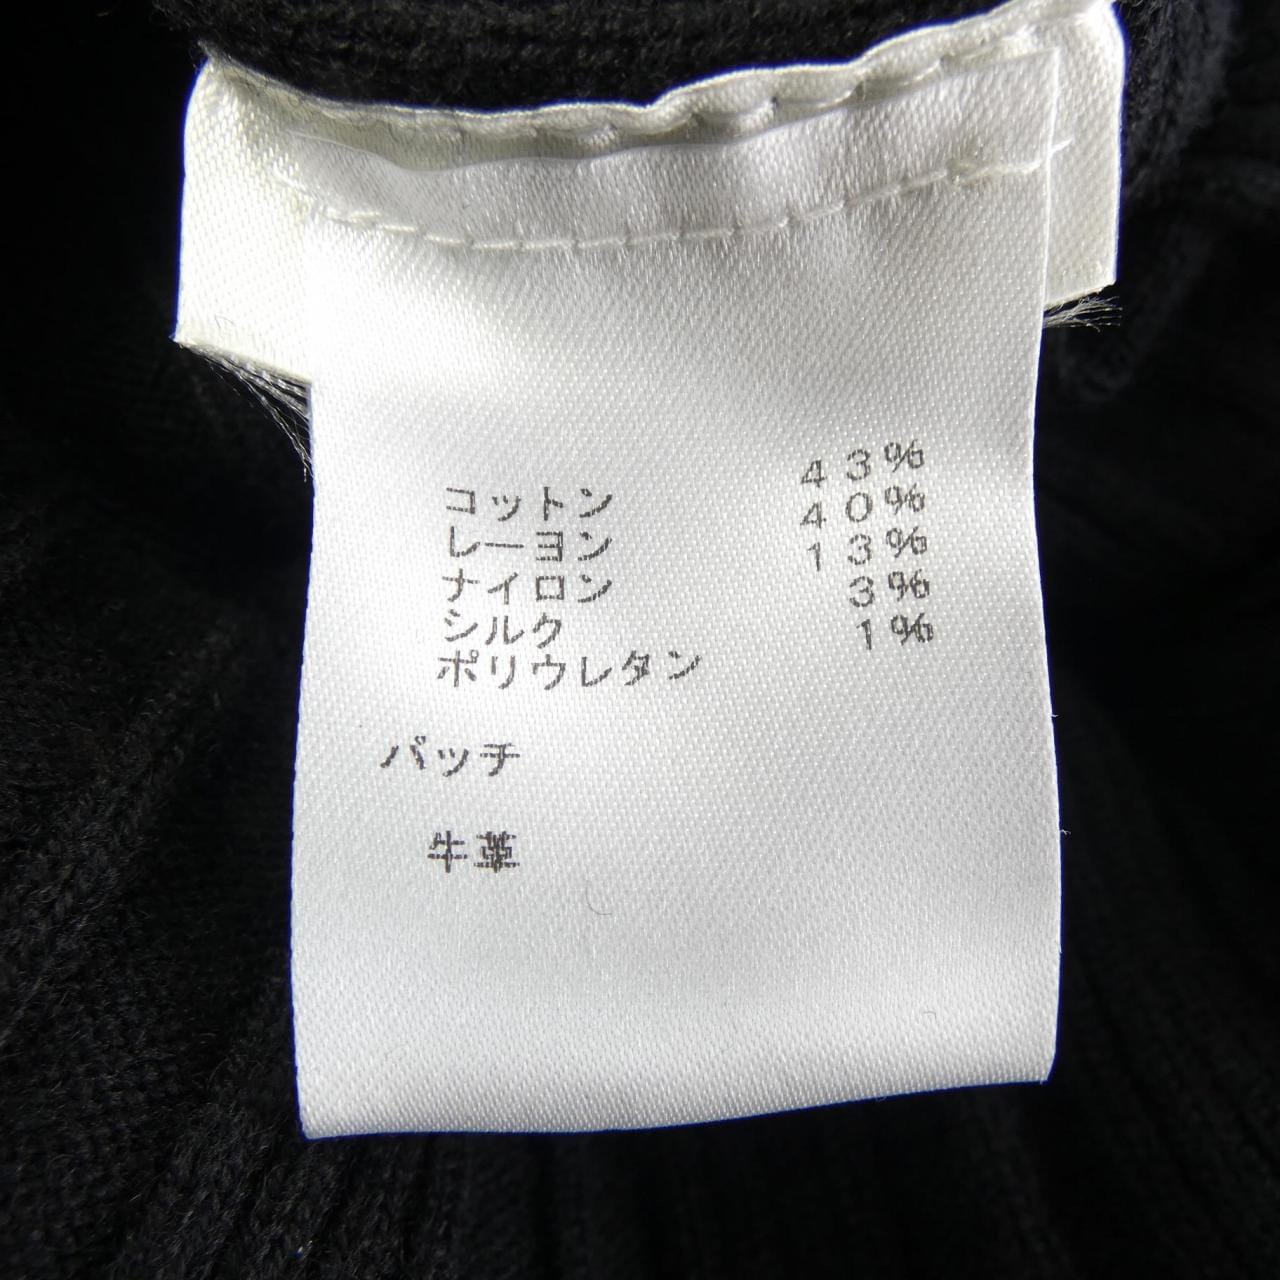 コットン 43%
レーヨン 40%
ナイロン 13%
シルク 3%
ポリウレタン 1%
パッチ
牛革